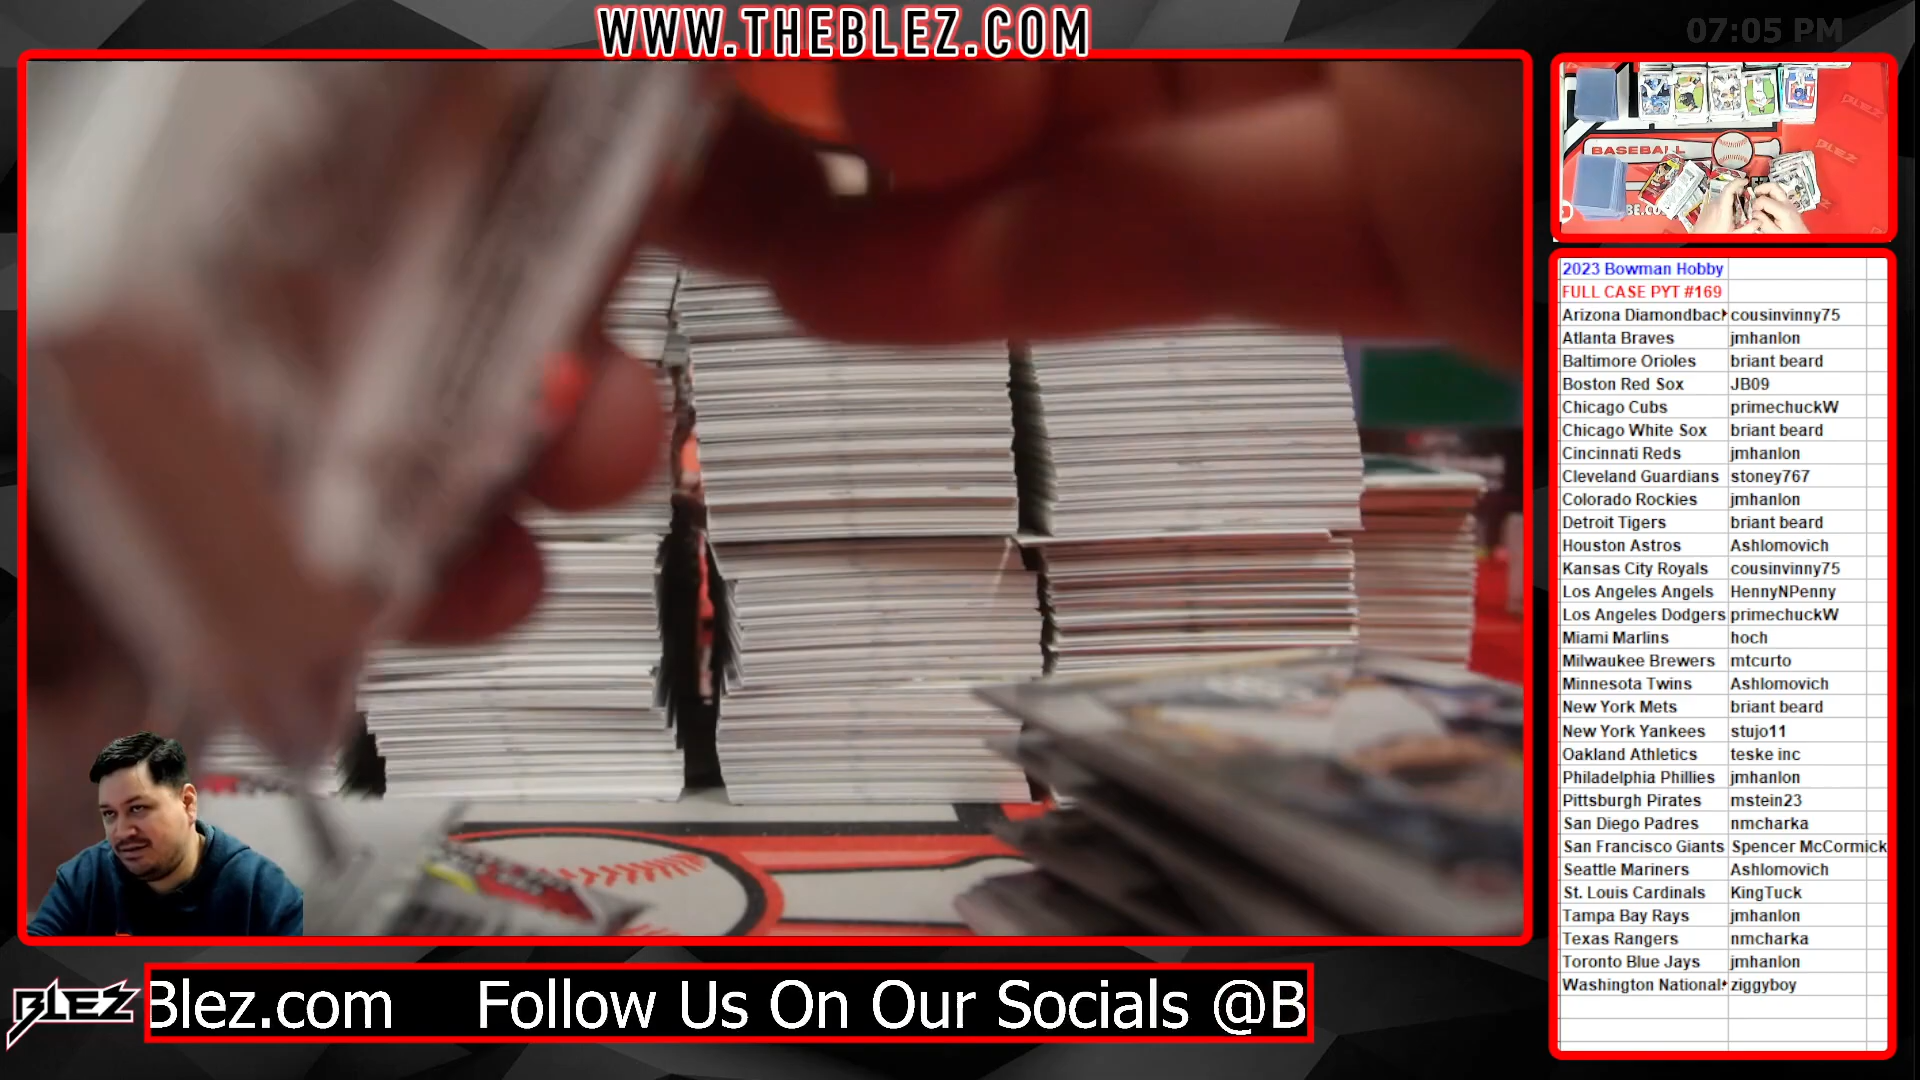 WWW.THEBLEZ.COM
07:05 PM
BASEBALL
BLEZ
BLEZ
2023 Bowman Hobby
FULL CASE PYT #169
Arizona Diamondbac cousinvinny75
Atlanta Braves jmhanlon
Baltimore Orioles briant beard
Boston Red Sox JB09
Chicago Cubs primechuckW
Chicago White Sox briant beard
Cincinnati Reds jmhanlon
Cleveland Guardians stoney767
Colorado Rockies jmhanlon
Detroit Tigers briant beard
Houston Astros Ashlomovich
Kansas City Royals cousinvinny75
Los Angeles Angels HennyNPenny
Los Angeles Dodgers primechuckW
Miami Marlins hoch
Milwaukee Brewers mtcurto
Minnesota Twins Ashlomovich
New York Mets briant beard
New York Yankees stujo11
Oakland Athletics teske inc
Philadelphia Phillies jmhanlon
Pittsburgh Pirates mstein23
San Diego Padres nmcharka
San Francisco Giants Spencer McCormick
Seattle Mariners Ashlomovich
St. Louis Cardinals KingTuck
Tampa Bay Rays jmhanlon
Texas Rangers nmcharka
Toronto Blue Jays jmhanlon
Washington National ziggyboy
BLEZ
Blez.com Follow Us On Our Socials @B